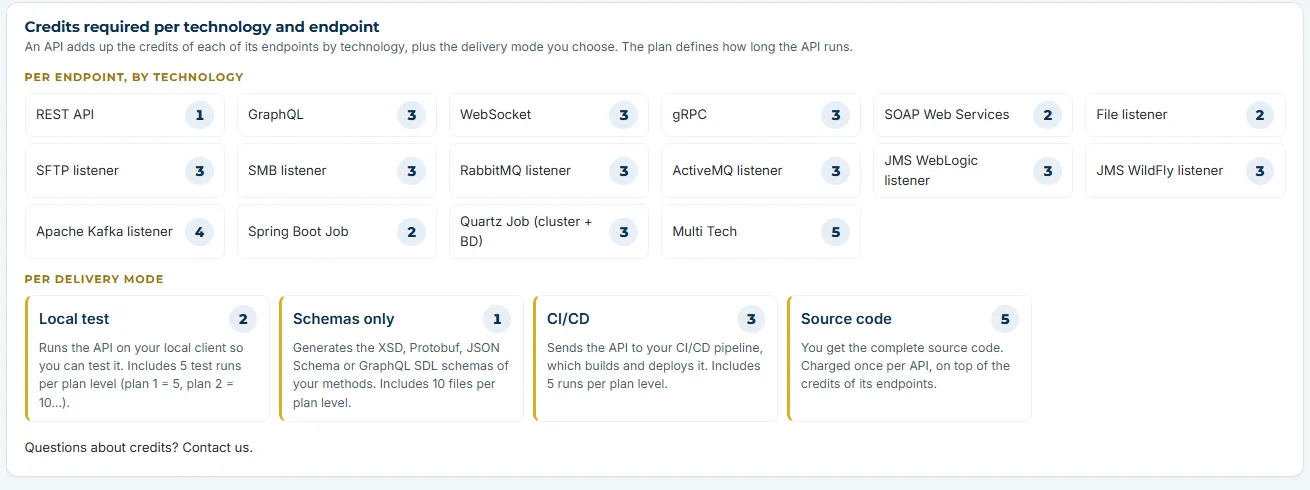 Credits required per technology and endpoint
An API adds up the credits of each of its endpoints by technology, plus the delivery mode you choose. The plan defines how long the API runs.
PER ENDPOINT, BY TECHNOLOGY
REST API 1
GraphQL 3
WebSocket 3
gRPC 3
SOAP Web Services 2
File listener 2
SFTP listener 3
SMB listener 3
RabbitMQ listener 3
ActiveMQ listener 3
JMS WebLogic
listener 3
JMS WildFly listener 3
Apache Kafka listener 4
Spring Boot Job 2
Quartz Job (cluster +
BD) 3
Multi Tech 5
PER DELIVERY MODE
Local test 2
Runs the API on your local client so
you can test it. Includes 5 test runs
per plan level (plan 1 = 5, plan 2 =
10...).
Schemas only 1
Generates the XSD, Protobuf, JSON
Schema or GraphQL SDL schemas of
your methods. Includes 10 files per
plan level.
CI/CD 3
Sends the API to your CI/CD pipeline,
which builds and deploys it. Includes
5 runs per plan level.
Source code 5
You get the complete source code.
Charged once per API, on top of the
credits of its endpoints.
Questions about credits? Contact us.